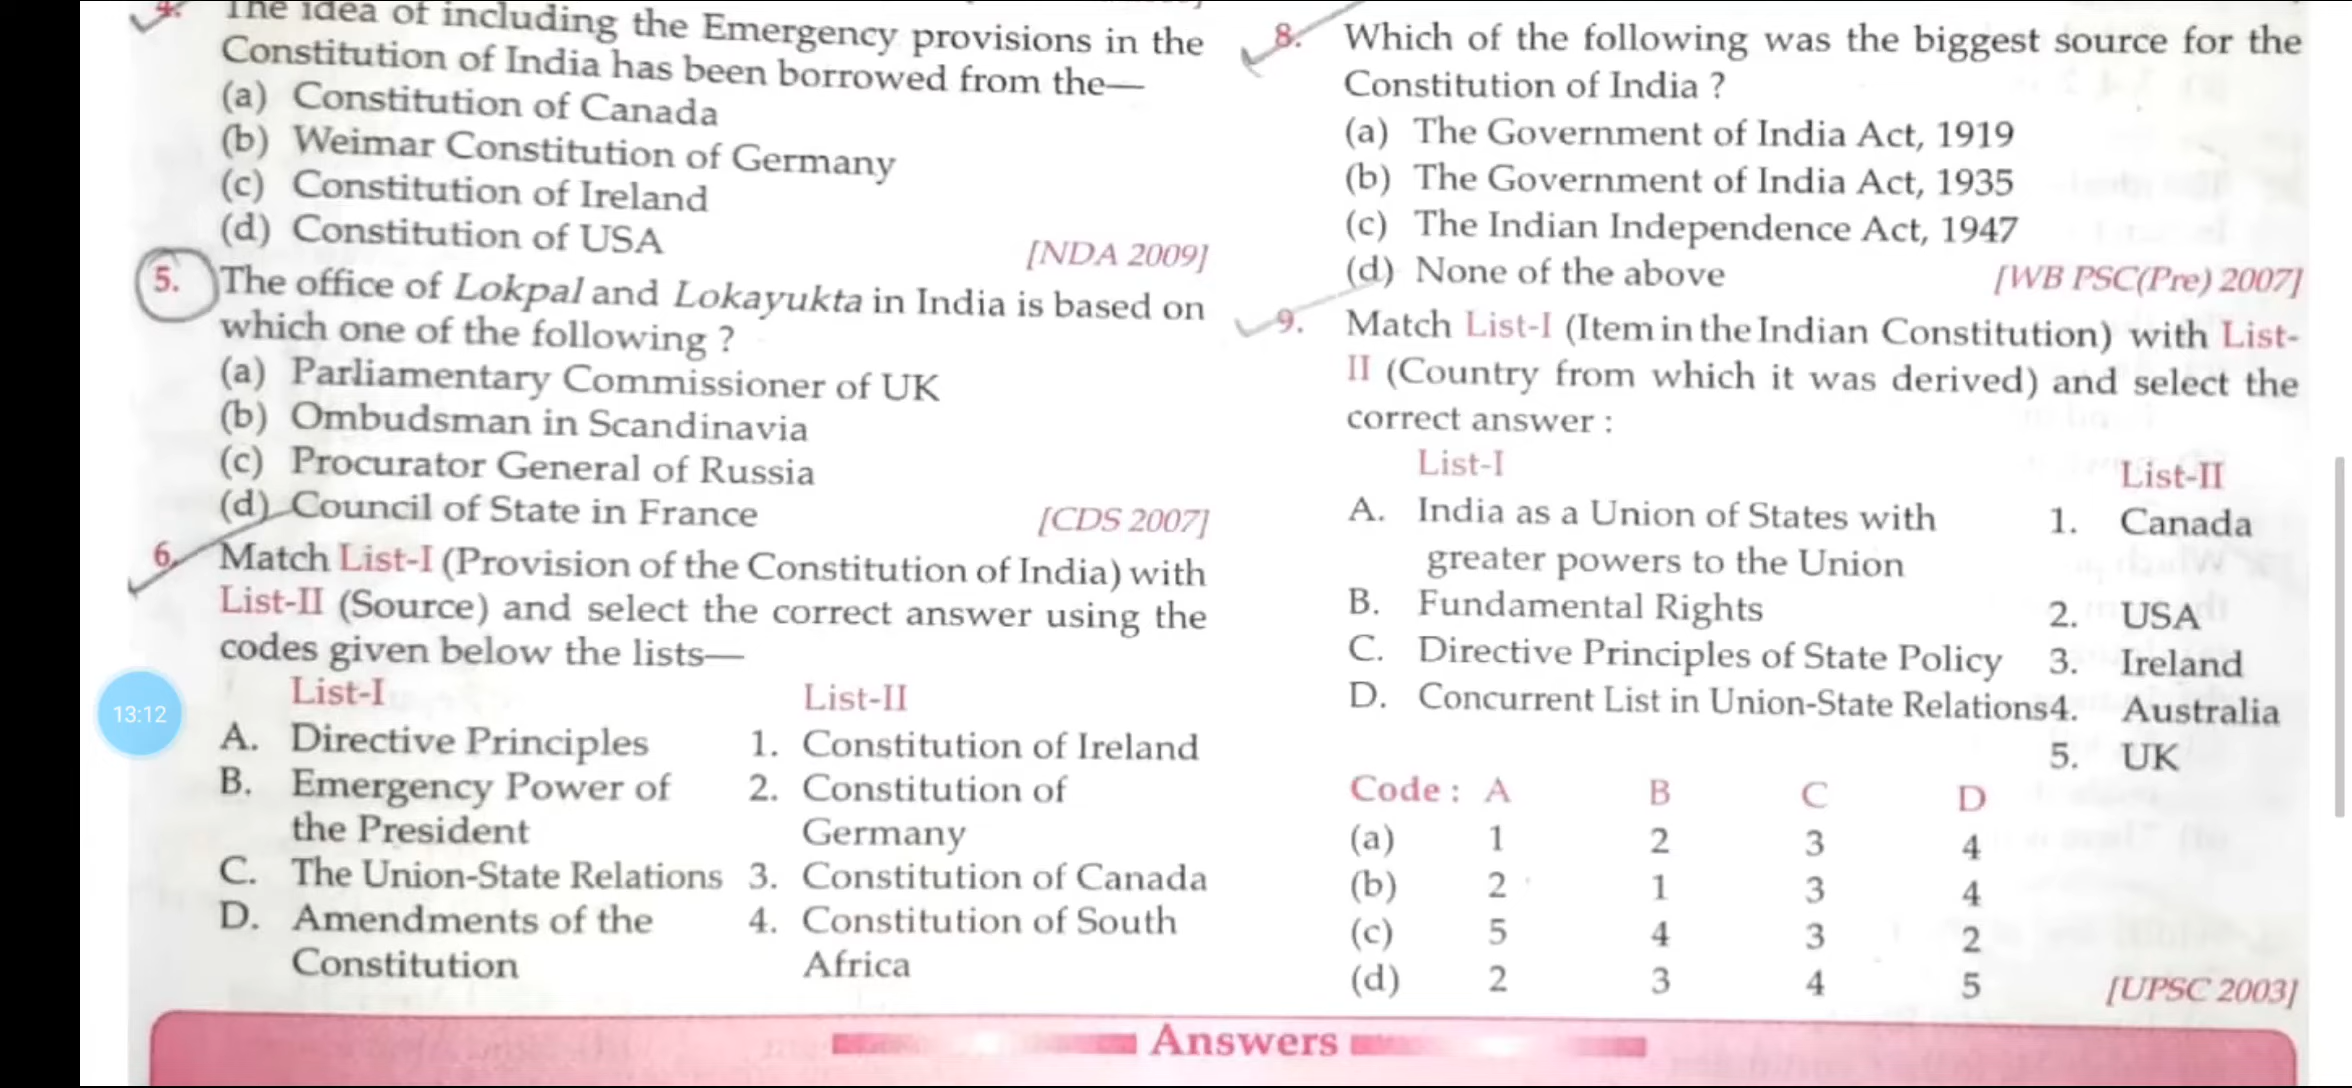 4. The idea of including the Emergency provisions in the
Constitution of India has been borrowed from the—
(a) Constitution of Canada
(b) Weimar Constitution of Germany
(c) Constitution of Ireland
(d) Constitution of USA
[NDA 2009]
5. The office of Lokpal and Lokayukta in India is based on
which one of the following ?
(a) Parliamentary Commissioner of UK
(b) Ombudsman in Scandinavia
(c) Procurator General of Russia
(d) Council of State in France
[CDS 2007]
6. Match List-I (Provision of the Constitution of India) with
List-II (Source) and select the correct answer using the
codes given below the lists—
List-I List-II
A. Directive Principles 1. Constitution of Ireland
B. Emergency Power of 2. Constitution of
the President Germany
C. The Union-State Relations 3. Constitution of Canada
D. Amendments of the 4. Constitution of South
Constitution Africa
13:12
8. Which of the following was the biggest source for the
Constitution of India ?
(a) The Government of India Act, 1919
(b) The Government of India Act, 1935
(c) The Indian Independence Act, 1947
(d) None of the above [WB PSC(Pre) 2007]
9. Match List-I (Item in the Indian Constitution) with List-
II (Country from which it was derived) and select the
correct answer :
List-I List-II
A. India as a Union of States with 1. Canada
greater powers to the Union
B. Fundamental Rights 2. USA
C. Directive Principles of State Policy 3. Ireland
D. Concurrent List in Union-State Relations 4. Australia
5. UK
Code : A B C D
(a) 1 2 3 4
(b) 2 1 3 4
(c) 5 4 3 2
(d) 2 3 4 5 [UPSC 2003]
Answers